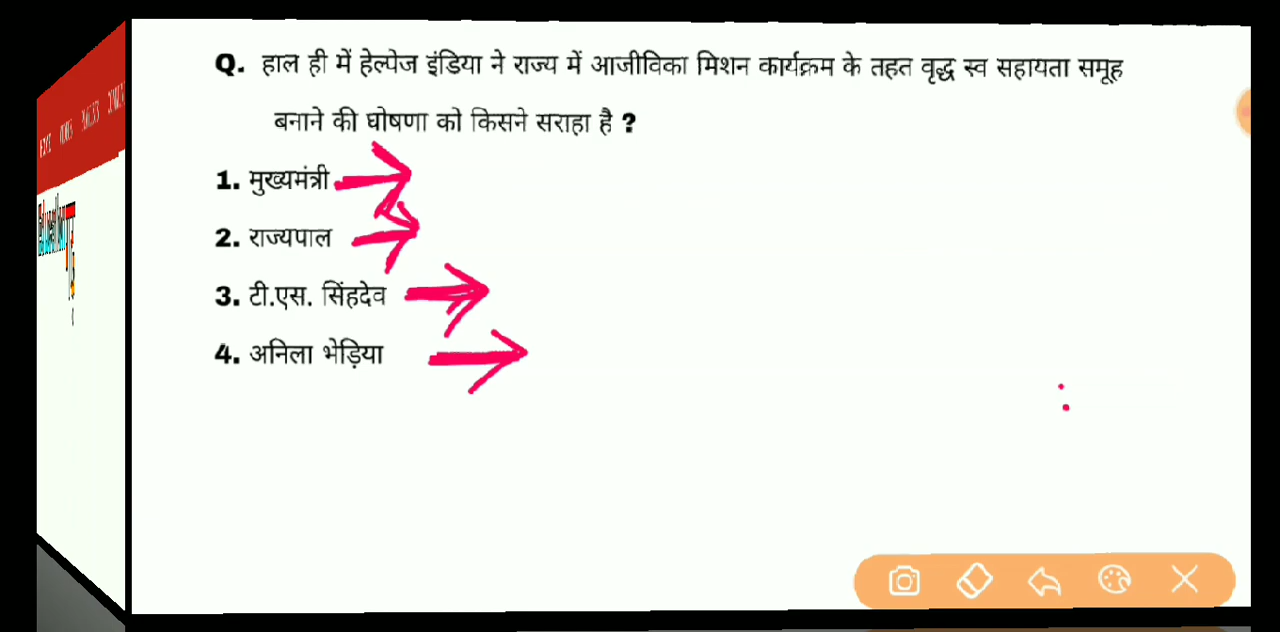 Q. हाल ही में हेल्पेज इंडिया ने राज्य में आजीविका मिशन कार्यक्रम के तहत वृद्ध स्व सहायता समूह
बनाने की घोषणा को किसने सराहा है ?
1. मुख्यमंत्री
2. राज्यपाल
3. टी.एस. सिंहदेव
4. अनिला भेड़िया